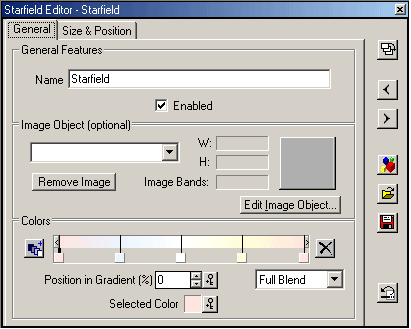 Starfield Editor - Starfield
General
Size & Position
General Features
Name Starfield
Enabled
Image Object (optional)
W:
H:
Remove Image
Image Bands:
Edit Image Object...
Colors
Position in Gradient (%) 0
Full Blend
Selected Color